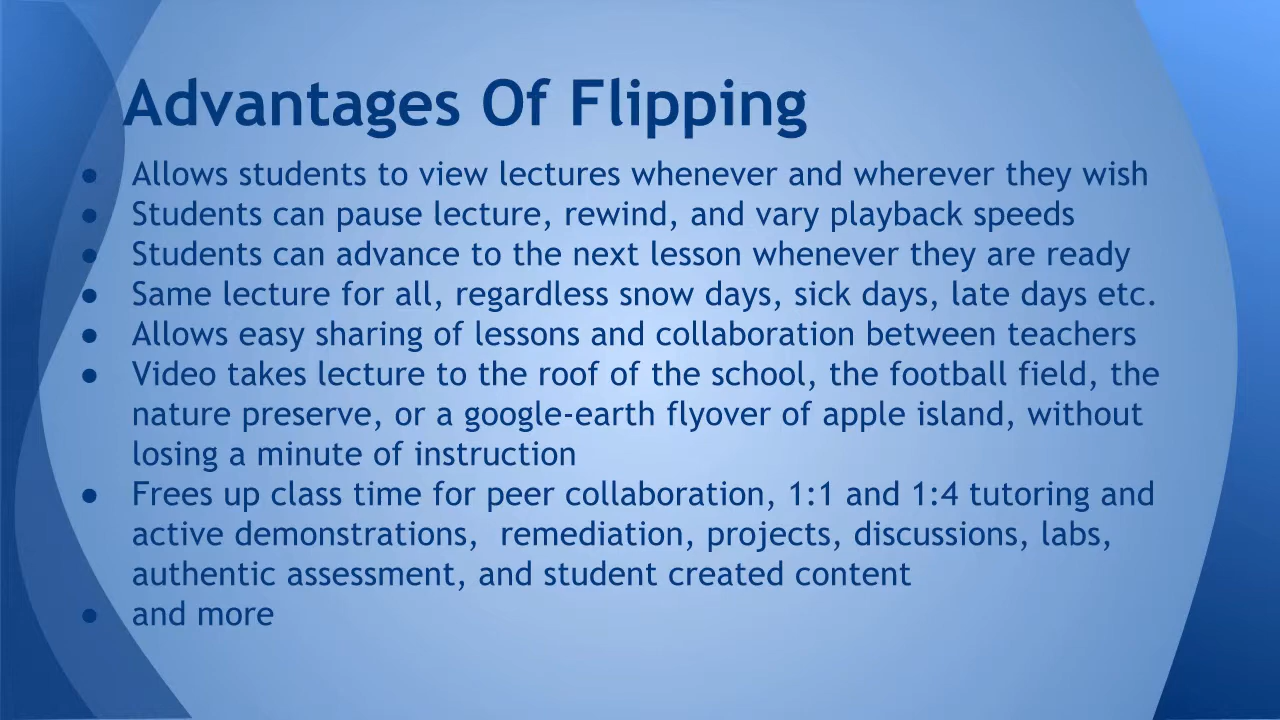 Advantages Of Flipping
● Allows students to view lectures whenever and wherever they wish
● Students can pause lecture, rewind, and vary playback speeds
● Students can advance to the next lesson whenever they are ready
● Same lecture for all, regardless snow days, sick days, late days etc.
● Allows easy sharing of lessons and collaboration between teachers
● Video takes lecture to the roof of the school, the football field, the
nature preserve, or a google-earth flyover of apple island, without
losing a minute of instruction
● Frees up class time for peer collaboration, 1:1 and 1:4 tutoring and
active demonstrations,  remediation, projects, discussions, labs,
authentic assessment, and student created content
● and more